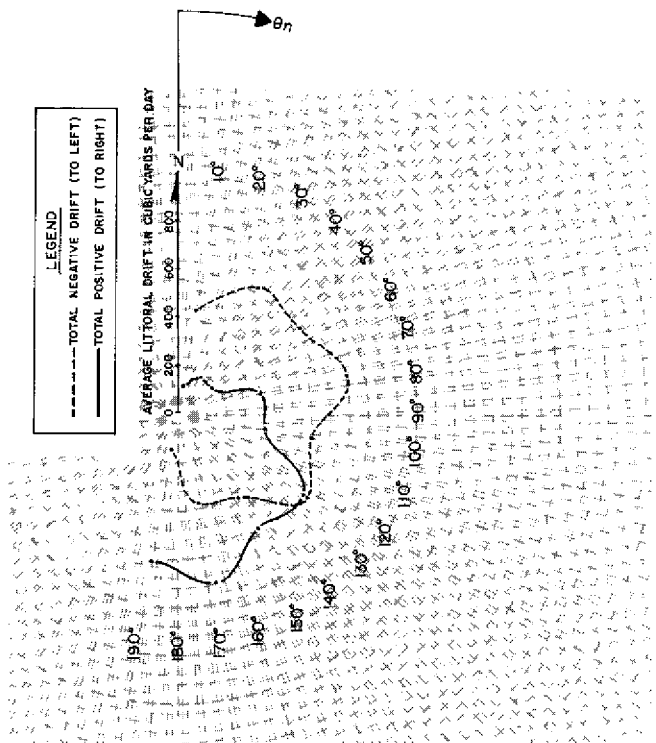 θn
LEGEND
TOTAL NEGATIVE DRIFT (TO LEFT)
TOTAL POSITIVE DRIFT (TO RIGHT)
AVERAGE LITTORAL DRIFT IN CUBIC YARDS PER DAY
0 200 400 600 800
N
10°
20°
30°
40°
50°
60°
70°
80°
90°
100°
110°
120°
130°
140°
150°
160°
170°
180°
190°